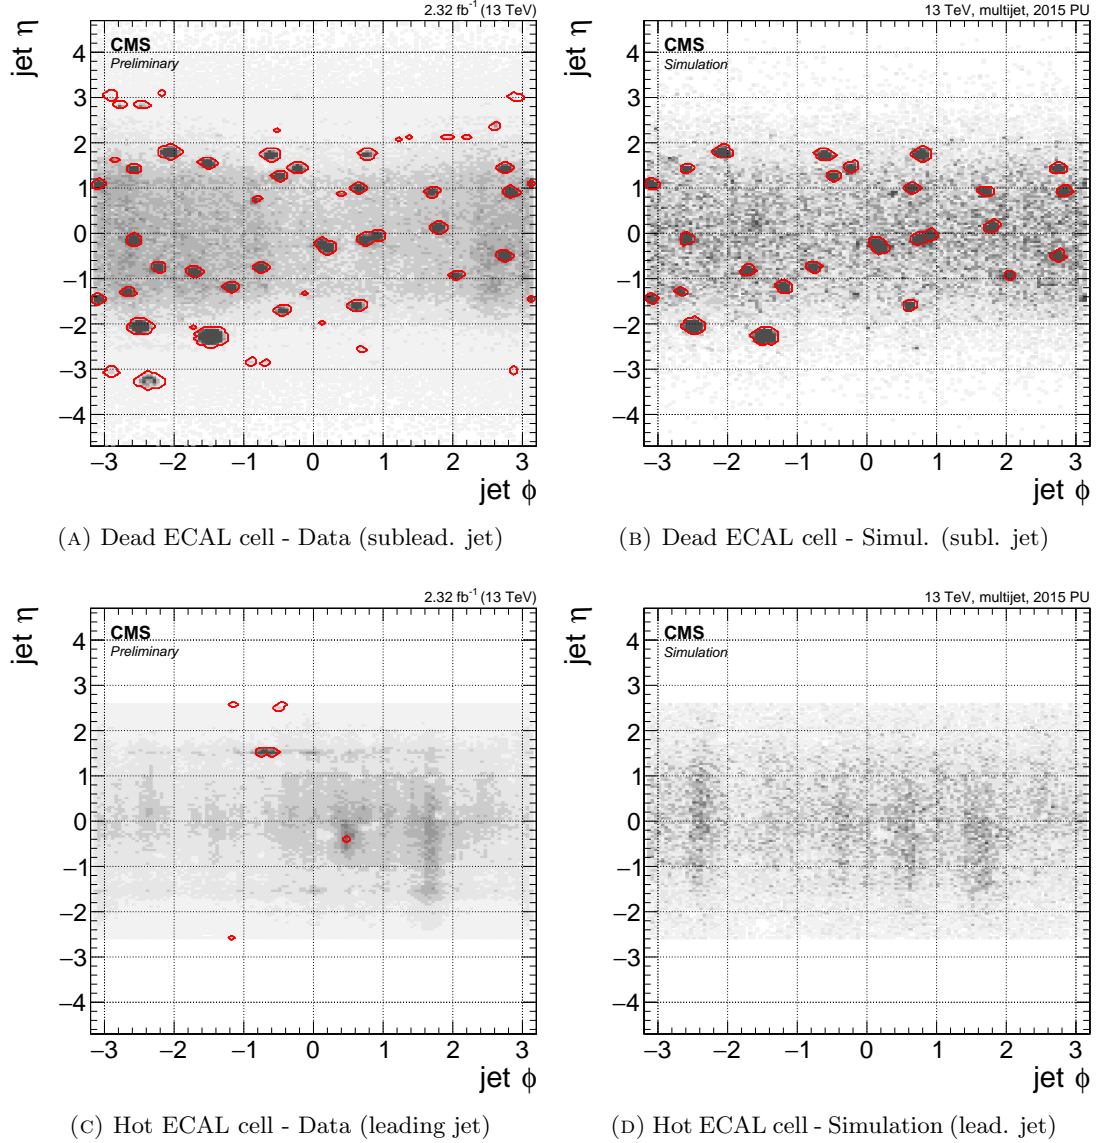 2.32 fb⁻¹ (13 TeV)
jet η
CMS
Preliminary
4
3
2
1
0
−1
−2
−3
−4
−3 −2 −1 0 1 2 3
jet ϕ
(A) Dead ECAL cell - Data (sublead. jet)
13 TeV, multijet, 2015 PU
jet η
CMS
Simulation
4
3
2
1
0
−1
−2
−3
−4
−3 −2 −1 0 1 2 3
jet ϕ
(B) Dead ECAL cell - Simul. (subl. jet)
2.32 fb⁻¹ (13 TeV)
jet η
CMS
Preliminary
4
3
2
1
0
−1
−2
−3
−4
−3 −2 −1 0 1 2 3
jet ϕ
(C) Hot ECAL cell - Data (leading jet)
13 TeV, multijet, 2015 PU
jet η
CMS
Simulation
4
3
2
1
0
−1
−2
−3
−4
−3 −2 −1 0 1 2 3
jet ϕ
(D) Hot ECAL cell - Simulation (lead. jet)